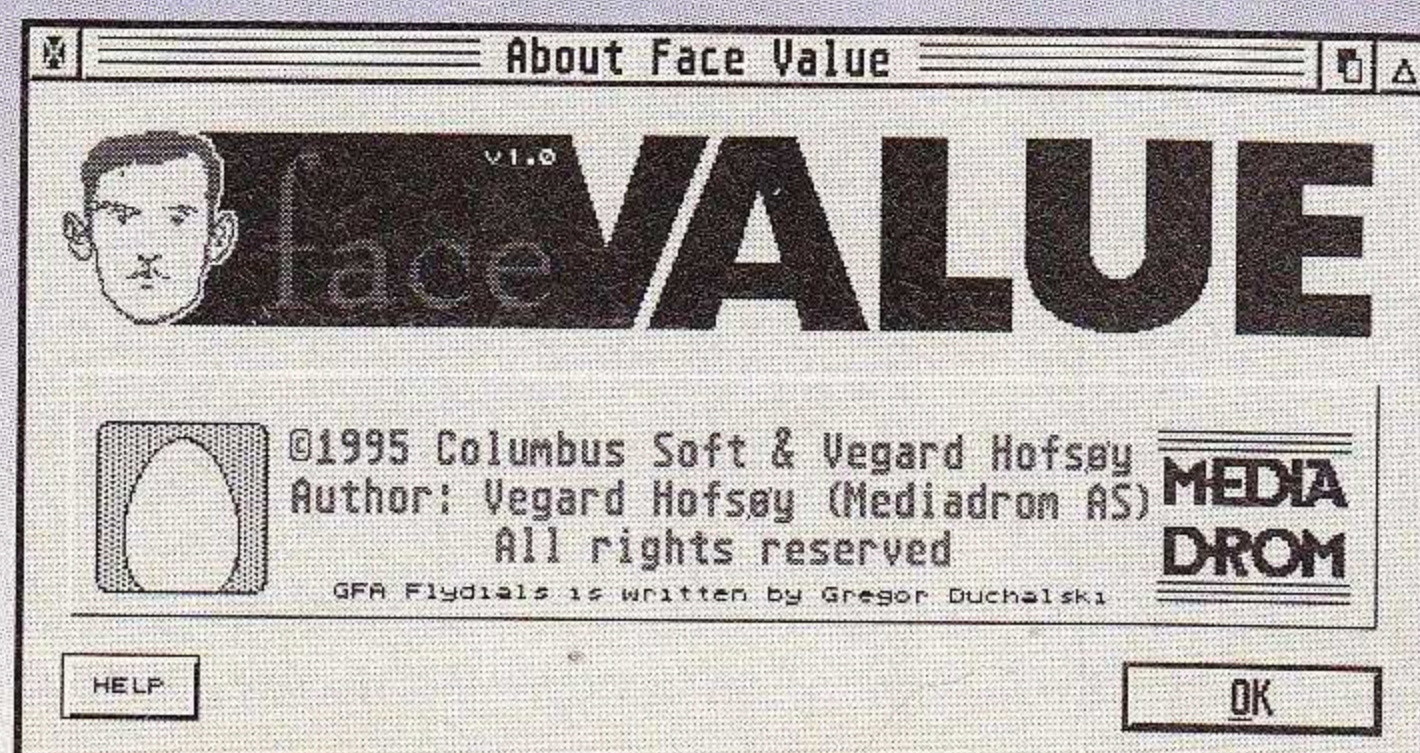 About Face Value
v1.0
face VALUE
©1995 Columbus Soft & Vegard Hofsøy
Author: Vegard Hofsøy (Mediadrom AS)
All rights reserved
GFA Flydials is written by Gregor Duchalski
MEDIA
DROM
HELP
OK